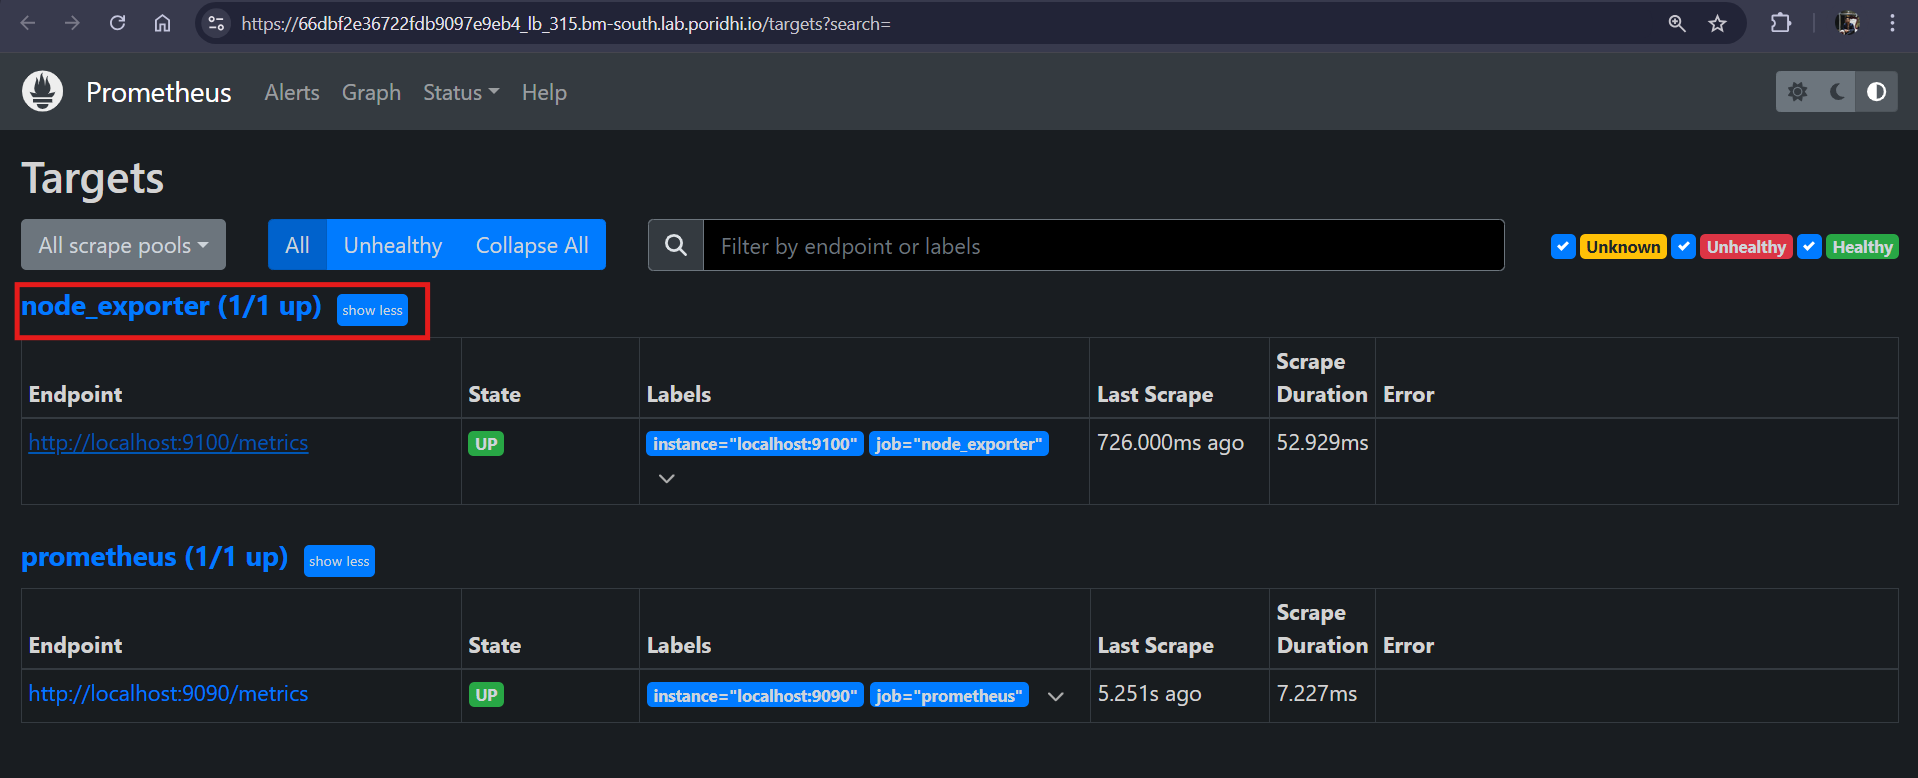 https://66dbf2e36722fdb9097e9eb4_lb_315.bm-south.lab.poridhi.io/targets?search=
Prometheus Alerts Graph Status Help
Targets
All scrape pools All Unhealthy Collapse All Filter by endpoint or labels Unknown Unhealthy Healthy
node_exporter (1/1 up) show less
Endpoint State Labels Last Scrape Scrape Duration Error
http://localhost:9100/metrics UP instance="localhost:9100" job="node_exporter" 726.000ms ago 52.929ms
prometheus (1/1 up) show less
Endpoint State Labels Last Scrape Scrape Duration Error
http://localhost:9090/metrics UP instance="localhost:9090" job="prometheus" 5.251s ago 7.227ms